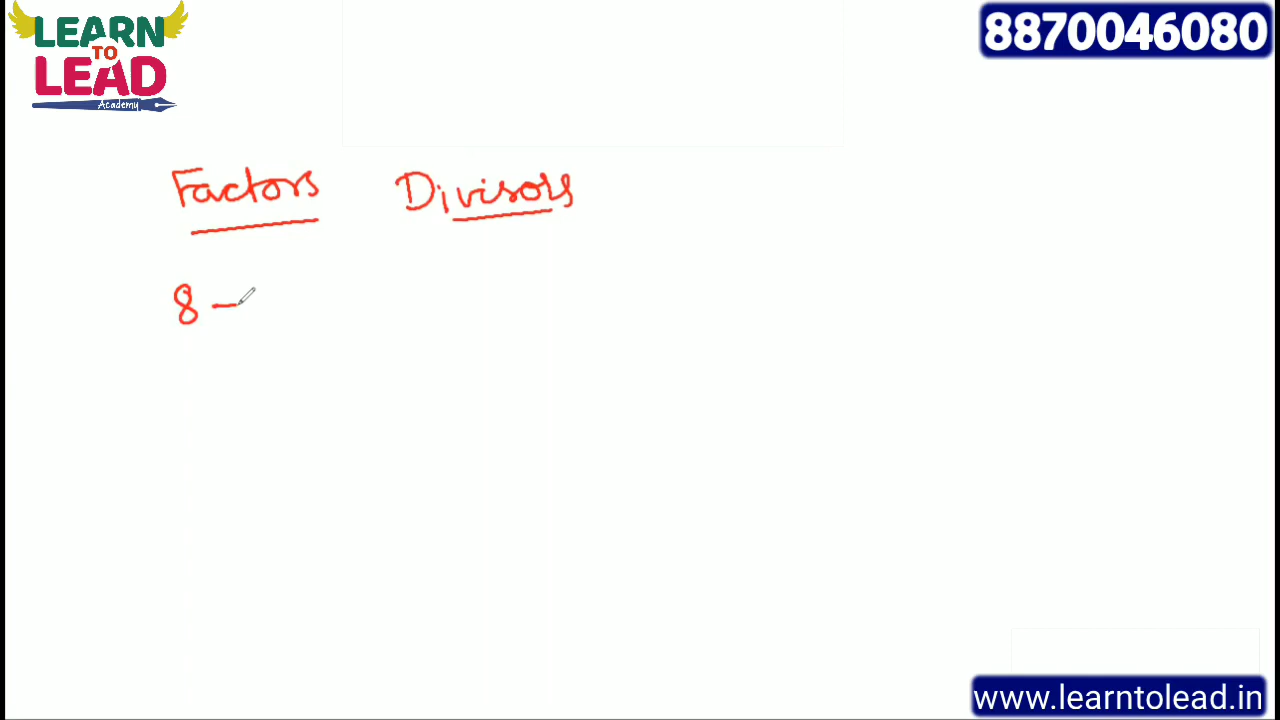 LEARN
TO
LEAD
Academy
8870046080
Factors Divisors
8 —
www.learntolead.in